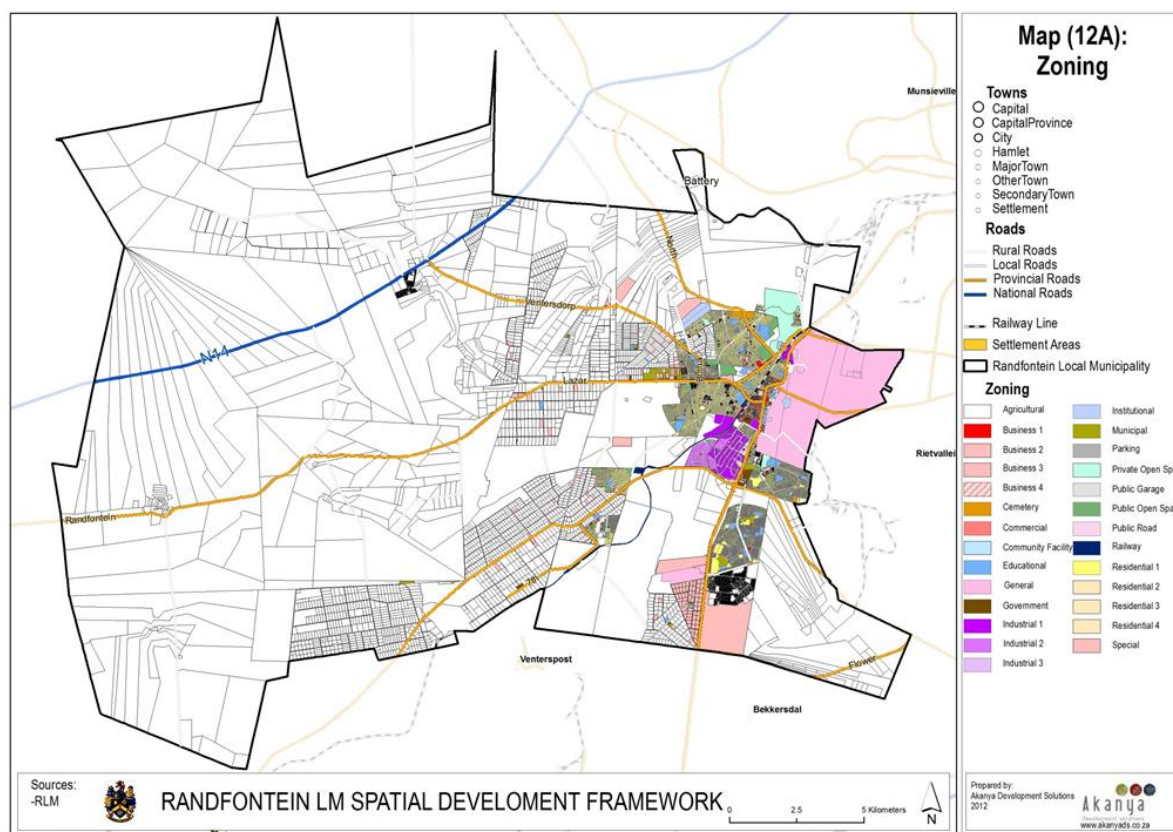 Map (12A):
Zoning
Towns
Capital
CapitalProvince
City
Hamlet
MajorTown
OtherTown
SecondaryTown
Settlement
Roads
Rural Roads
Local Roads
Provincial Roads
National Roads
Railway Line
Settlement Areas
Randfontein Local Municipality
Zoning
Agricultural
Business 1
Business 2
Business 3
Business 4
Cemetery
Commercial
Community Facility
Educational
General
Government
Industrial 1
Industrial 2
Industrial 3
Institutional
Municipal
Parking
Private Open Sp
Public Garage
Public Open Spa
Public Road
Railway
Residential 1
Residential 2
Residential 3
Residential 4
Special
Munsieville
Battery
North
Ventersdorp
N14
Lazar
Rietvallei
Randfontein
Venterspost
Flower
Bekkersdal
Sources:
-RLM
RANDFONTEIN LM SPATIAL DEVELOMENT FRAMEWORK
0 2.5 5 Kilometers
N
Prepared by:
Akanya Development Solutions
2012
Akanya
Development solutions
www.akanyads.co.za